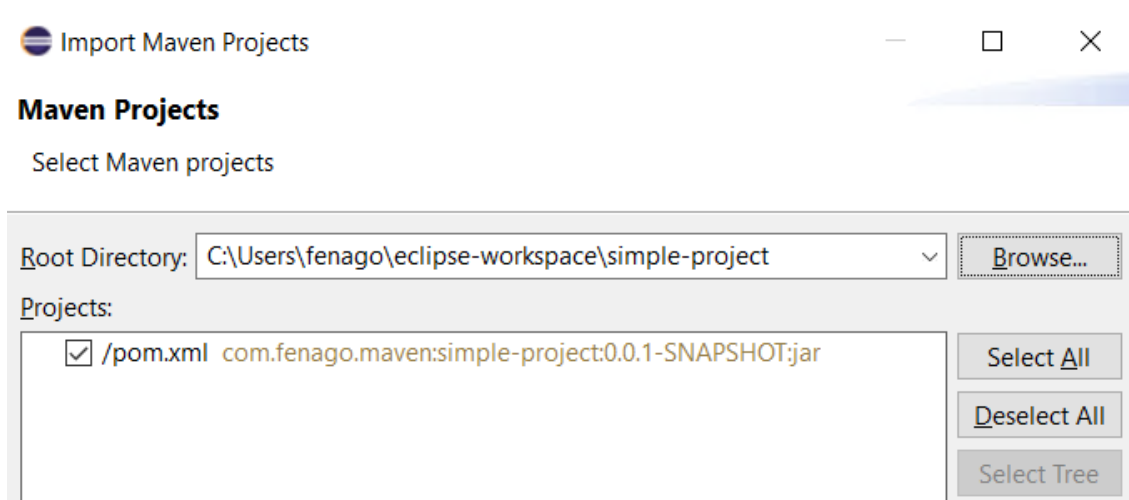 Import Maven Projects
Maven Projects
Select Maven projects
Root Directory: C:\Users\fenago\eclipse-workspace\simple-project Browse...
Projects:
/pom.xml com.fenago.maven:simple-project:0.0.1-SNAPSHOT:jar
Select All
Deselect All
Select Tree